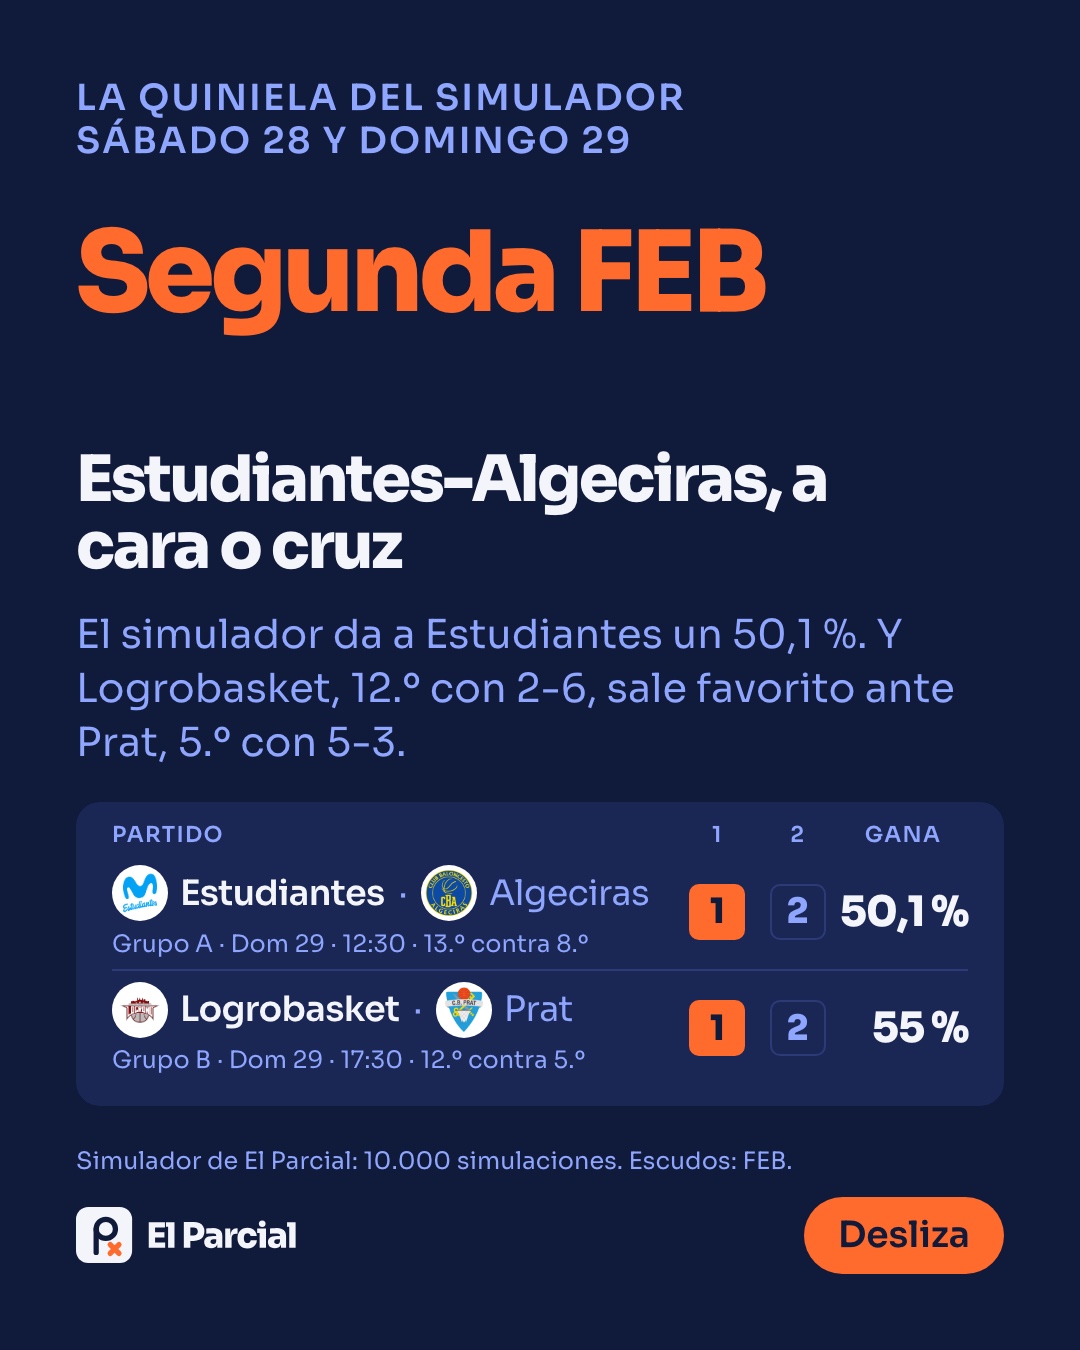 LA QUINIELA DEL SIMULADOR
SÁBADO 28 Y DOMINGO 29
Segunda FEB
Estudiantes–Algeciras, a
cara o cruz
El simulador da a Estudiantes un 50,1 %. Y
Logrobasket, 12.º con 2-6, sale favorito ante
Prat, 5.º con 5-3.
PARTIDO 1 2 GANA
Estudiantes · Algeciras 1 2 50,1 %
Grupo A · Dom 29 · 12:30 · 13.º contra 8.º
Logrobasket · Prat 1 2 55 %
Grupo B · Dom 29 · 17:30 · 12.º contra 5.º
Simulador de El Parcial: 10.000 simulaciones. Escudos: FEB.
El Parcial
Desliza